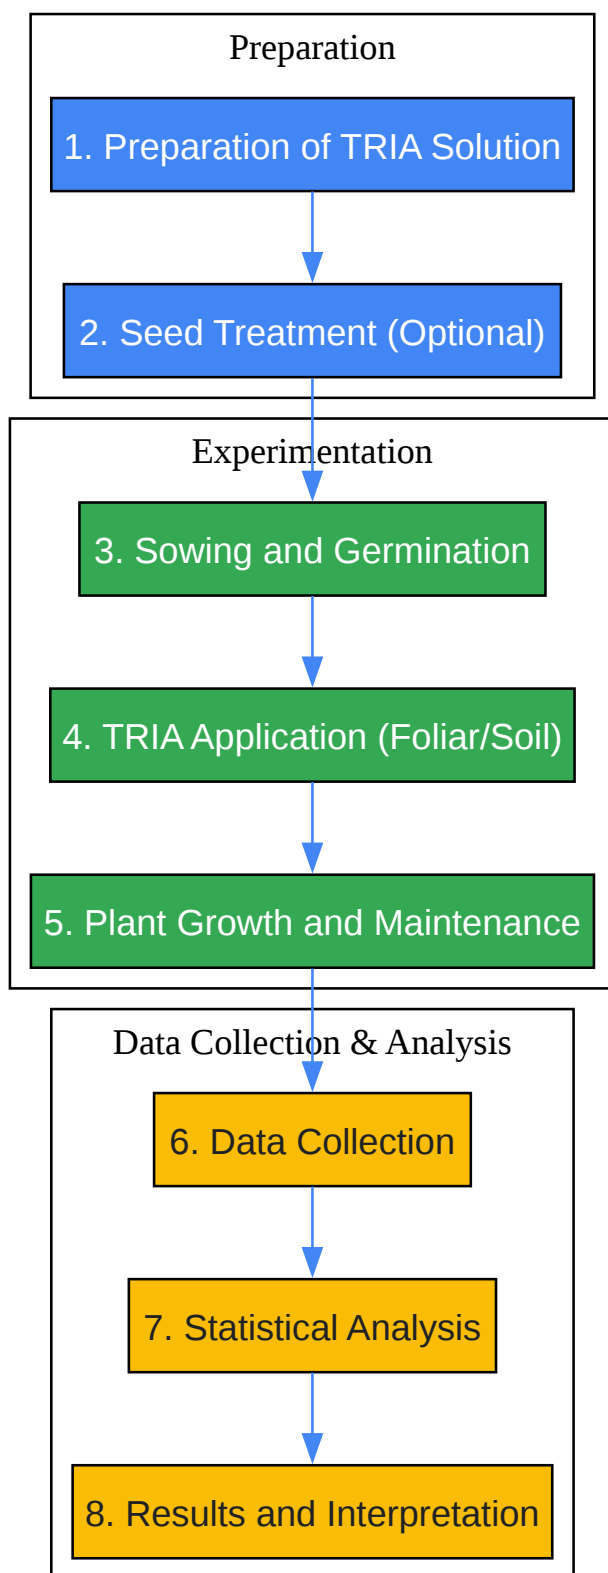 Preparation
1. Preparation of TRIA Solution
2. Seed Treatment (Optional)
Experimentation
3. Sowing and Germination
4. TRIA Application (Foliar/Soil)
5. Plant Growth and Maintenance
Data Collection & Analysis
6. Data Collection
7. Statistical Analysis
8. Results and Interpretation